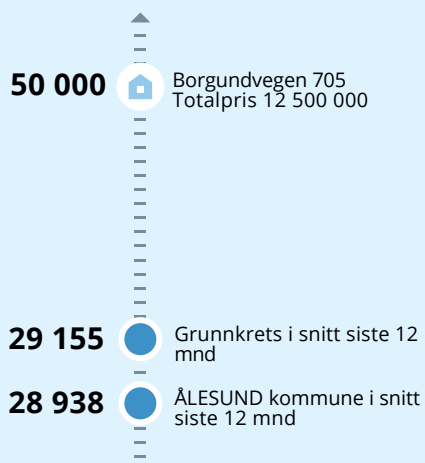 50 000
Borgundvegen 705
Totalpris 12 500 000
29 155
Grunnkrets i snitt siste 12
mnd
28 938
ÅLESUND kommune i snitt
siste 12 mnd